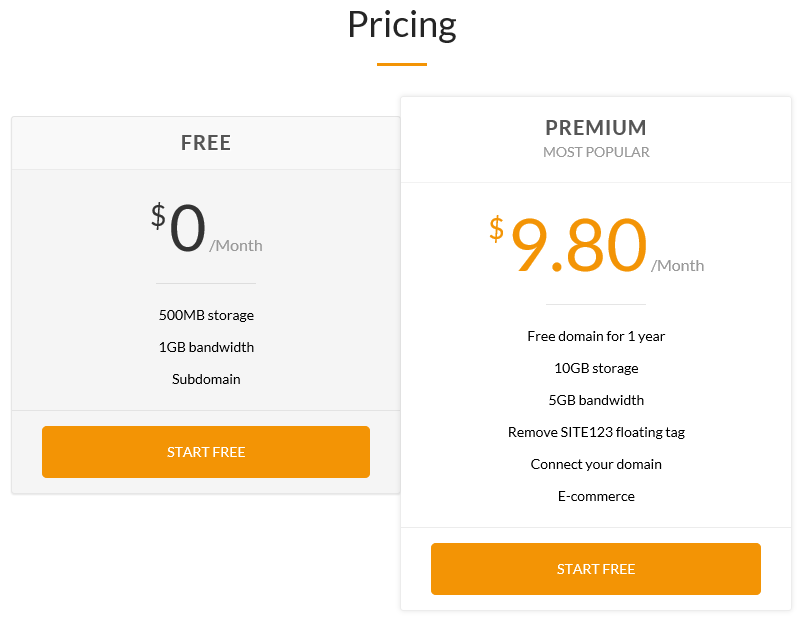 Pricing
FREE
$0 /Month
500MB storage
1GB bandwidth
Subdomain
START FREE
PREMIUM
MOST POPULAR
$9.80 /Month
Free domain for 1 year
10GB storage
5GB bandwidth
Remove SITE123 floating tag
Connect your domain
E-commerce
START FREE